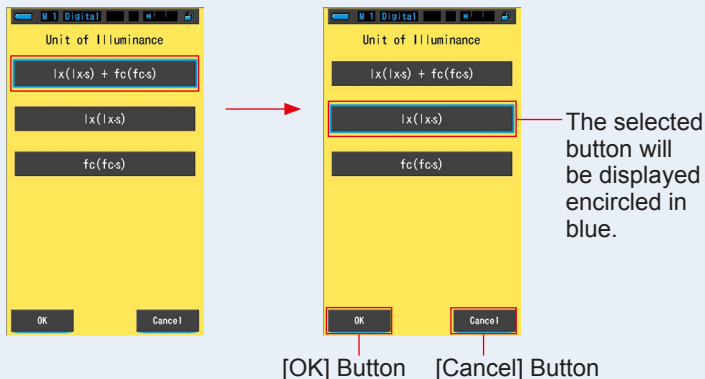 M 1 Digital
Unit of Illuminance
lx(lx·s) + fc(fc·s)
lx(lx·s)
fc(fc·s)
OK
Cancel
M 1 Digital
Unit of Illuminance
lx(lx·s) + fc(fc·s)
lx(lx·s)
fc(fc·s)
OK
Cancel
The selected
button will
be displayed
encircled in
blue.
[OK] Button
[Cancel] Button